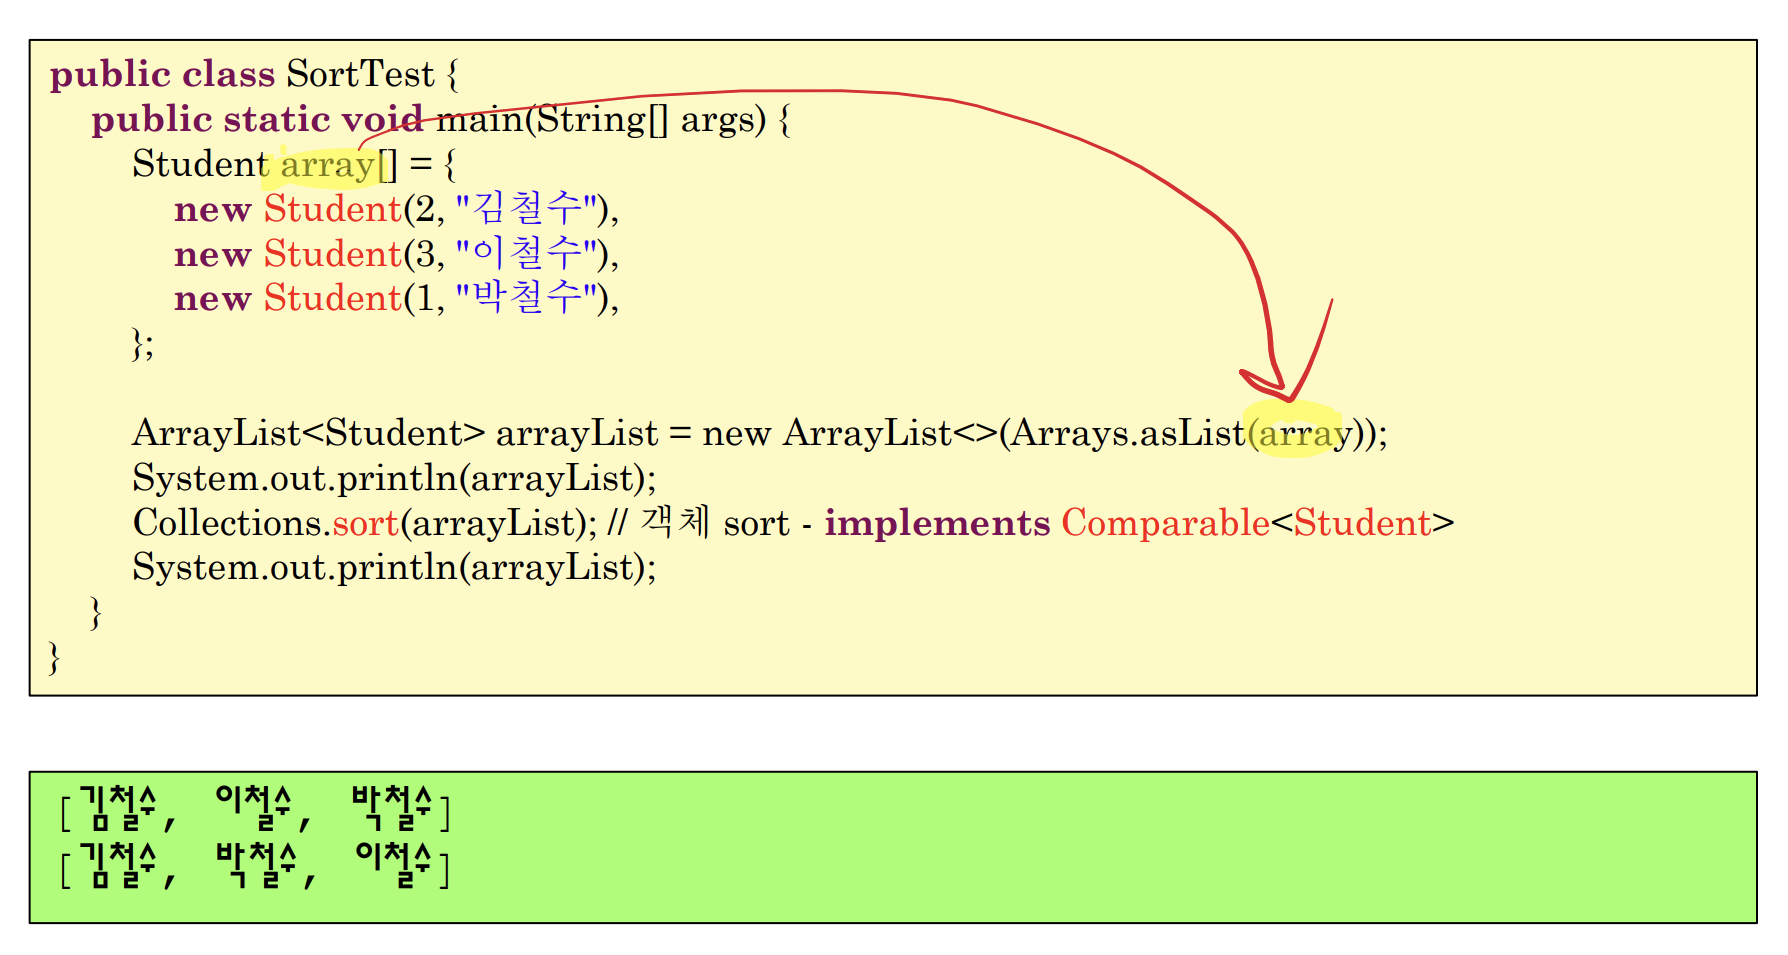 public class SortTest {
public static void main(String[] args) {
Student array[] = {
new Student(2, "김철수"),
new Student(3, "이철수"),
new Student(1, "박철수"),
};
ArrayList<Student> arrayList = new ArrayList<>(Arrays.asList(array));
System.out.println(arrayList);
Collections.sort(arrayList); // 객체 sort - implements Comparable<Student>
System.out.println(arrayList);
}
}
[김철수, 이철수, 박철수]
[김철수, 박철수, 이철수]